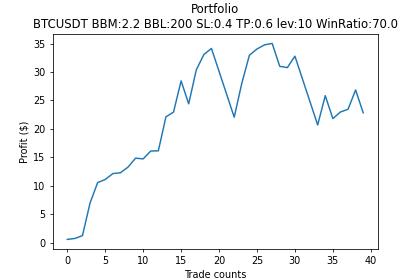 Portfolio
BTCUSDT BBM:2.2 BBL:200 SL:0.4 TP:0.6 lev:10 WinRatio:70.0
35
30
25
20
15
10
5
0
Profit ($)
0 5 10 15 20 25 30 35 40
Trade counts